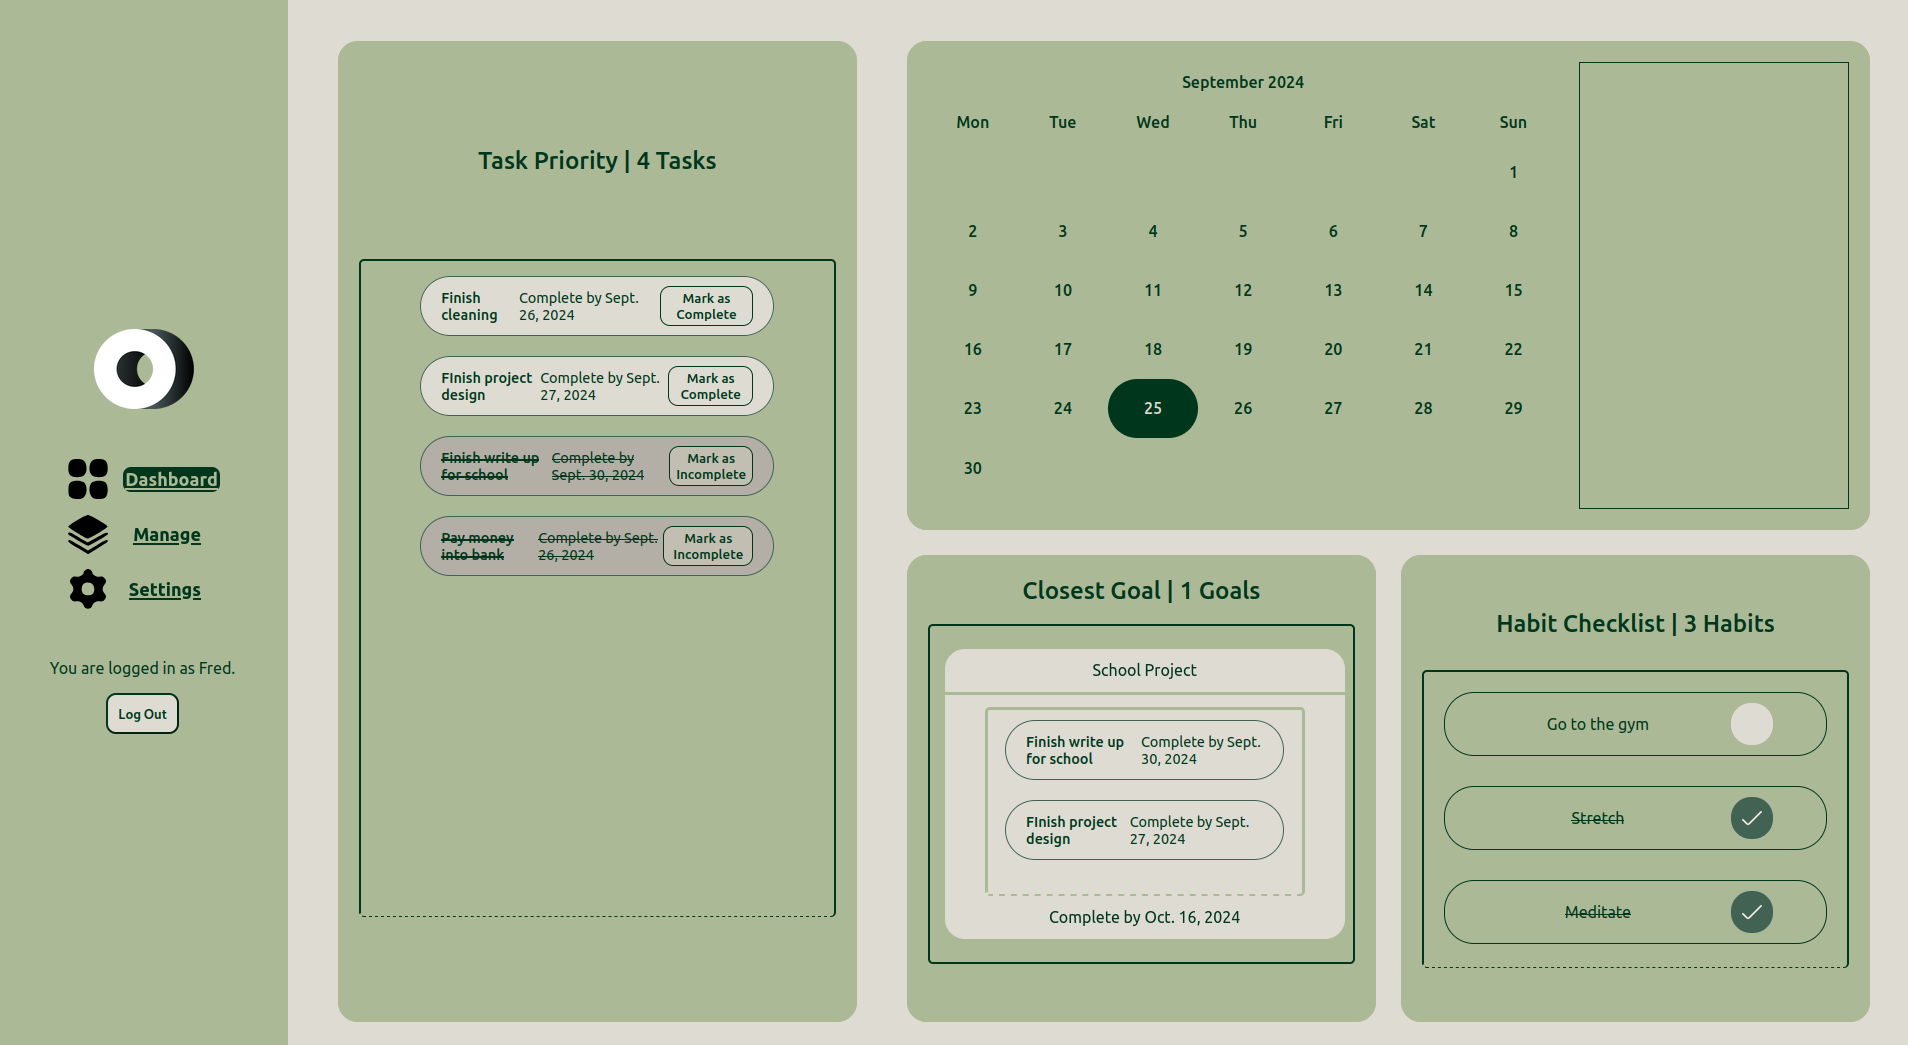 Dashboard
Manage
Settings
You are logged in as Fred.
Log Out
Task Priority | 4 Tasks
Finish
cleaning
Complete by Sept.
26, 2024
Mark as
Complete
FInish project
design
Complete by Sept.
27, 2024
Mark as
Complete
Finish write up
for school
Complete by
Sept. 30, 2024
Mark as
Incomplete
Pay money
into bank
Complete by Sept.
26, 2024
Mark as
Incomplete
September 2024
Mon Tue Wed Thu Fri Sat Sun
1
2 3 4 5 6 7 8
9 10 11 12 13 14 15
16 17 18 19 20 21 22
23 24 25 26 27 28 29
30
Closest Goal | 1 Goals
School Project
Finish write up
for school
Complete by Sept.
30, 2024
FInish project
design
Complete by Sept.
27, 2024
Complete by Oct. 16, 2024
Habit Checklist | 3 Habits
Go to the gym
Stretch
Meditate